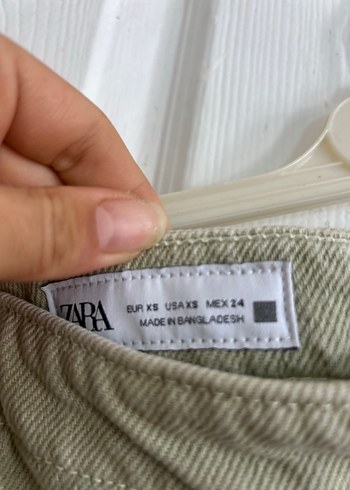 ZARA
EUR XS USA XS MEX 24
MADE IN BANGLADESH